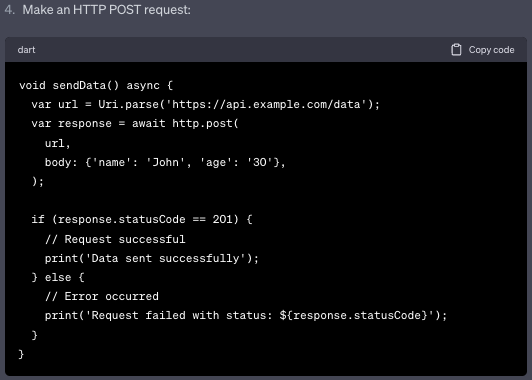 4. Make an HTTP POST request:
dart Copy code
void sendData() async {
  var url = Uri.parse('https://api.example.com/data');
  var response = await http.post(
    url,
    body: {'name': 'John', 'age': '30'},
  );

  if (response.statusCode == 201) {
    // Request successful
    print('Data sent successfully');
  } else {
    // Error occurred
    print('Request failed with status: ${response.statusCode}');
  }
}